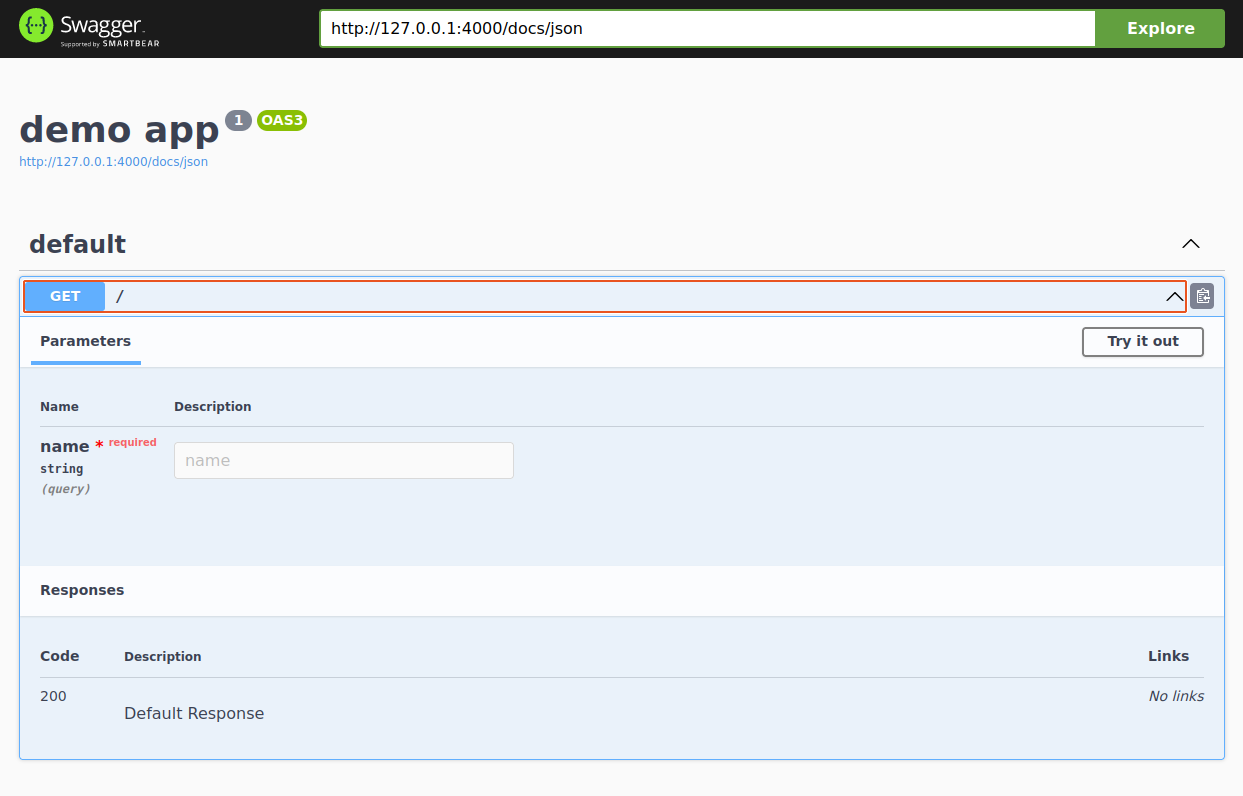 Swagger.
Supported by SMARTBEAR
http://127.0.0.1:4000/docs/json
Explore
demo app 1 OAS3
http://127.0.0.1:4000/docs/json
default
GET /
Parameters
Try it out
Name Description
name * required
string
(query)
name
Responses
Code Description Links
200 No links
Default Response